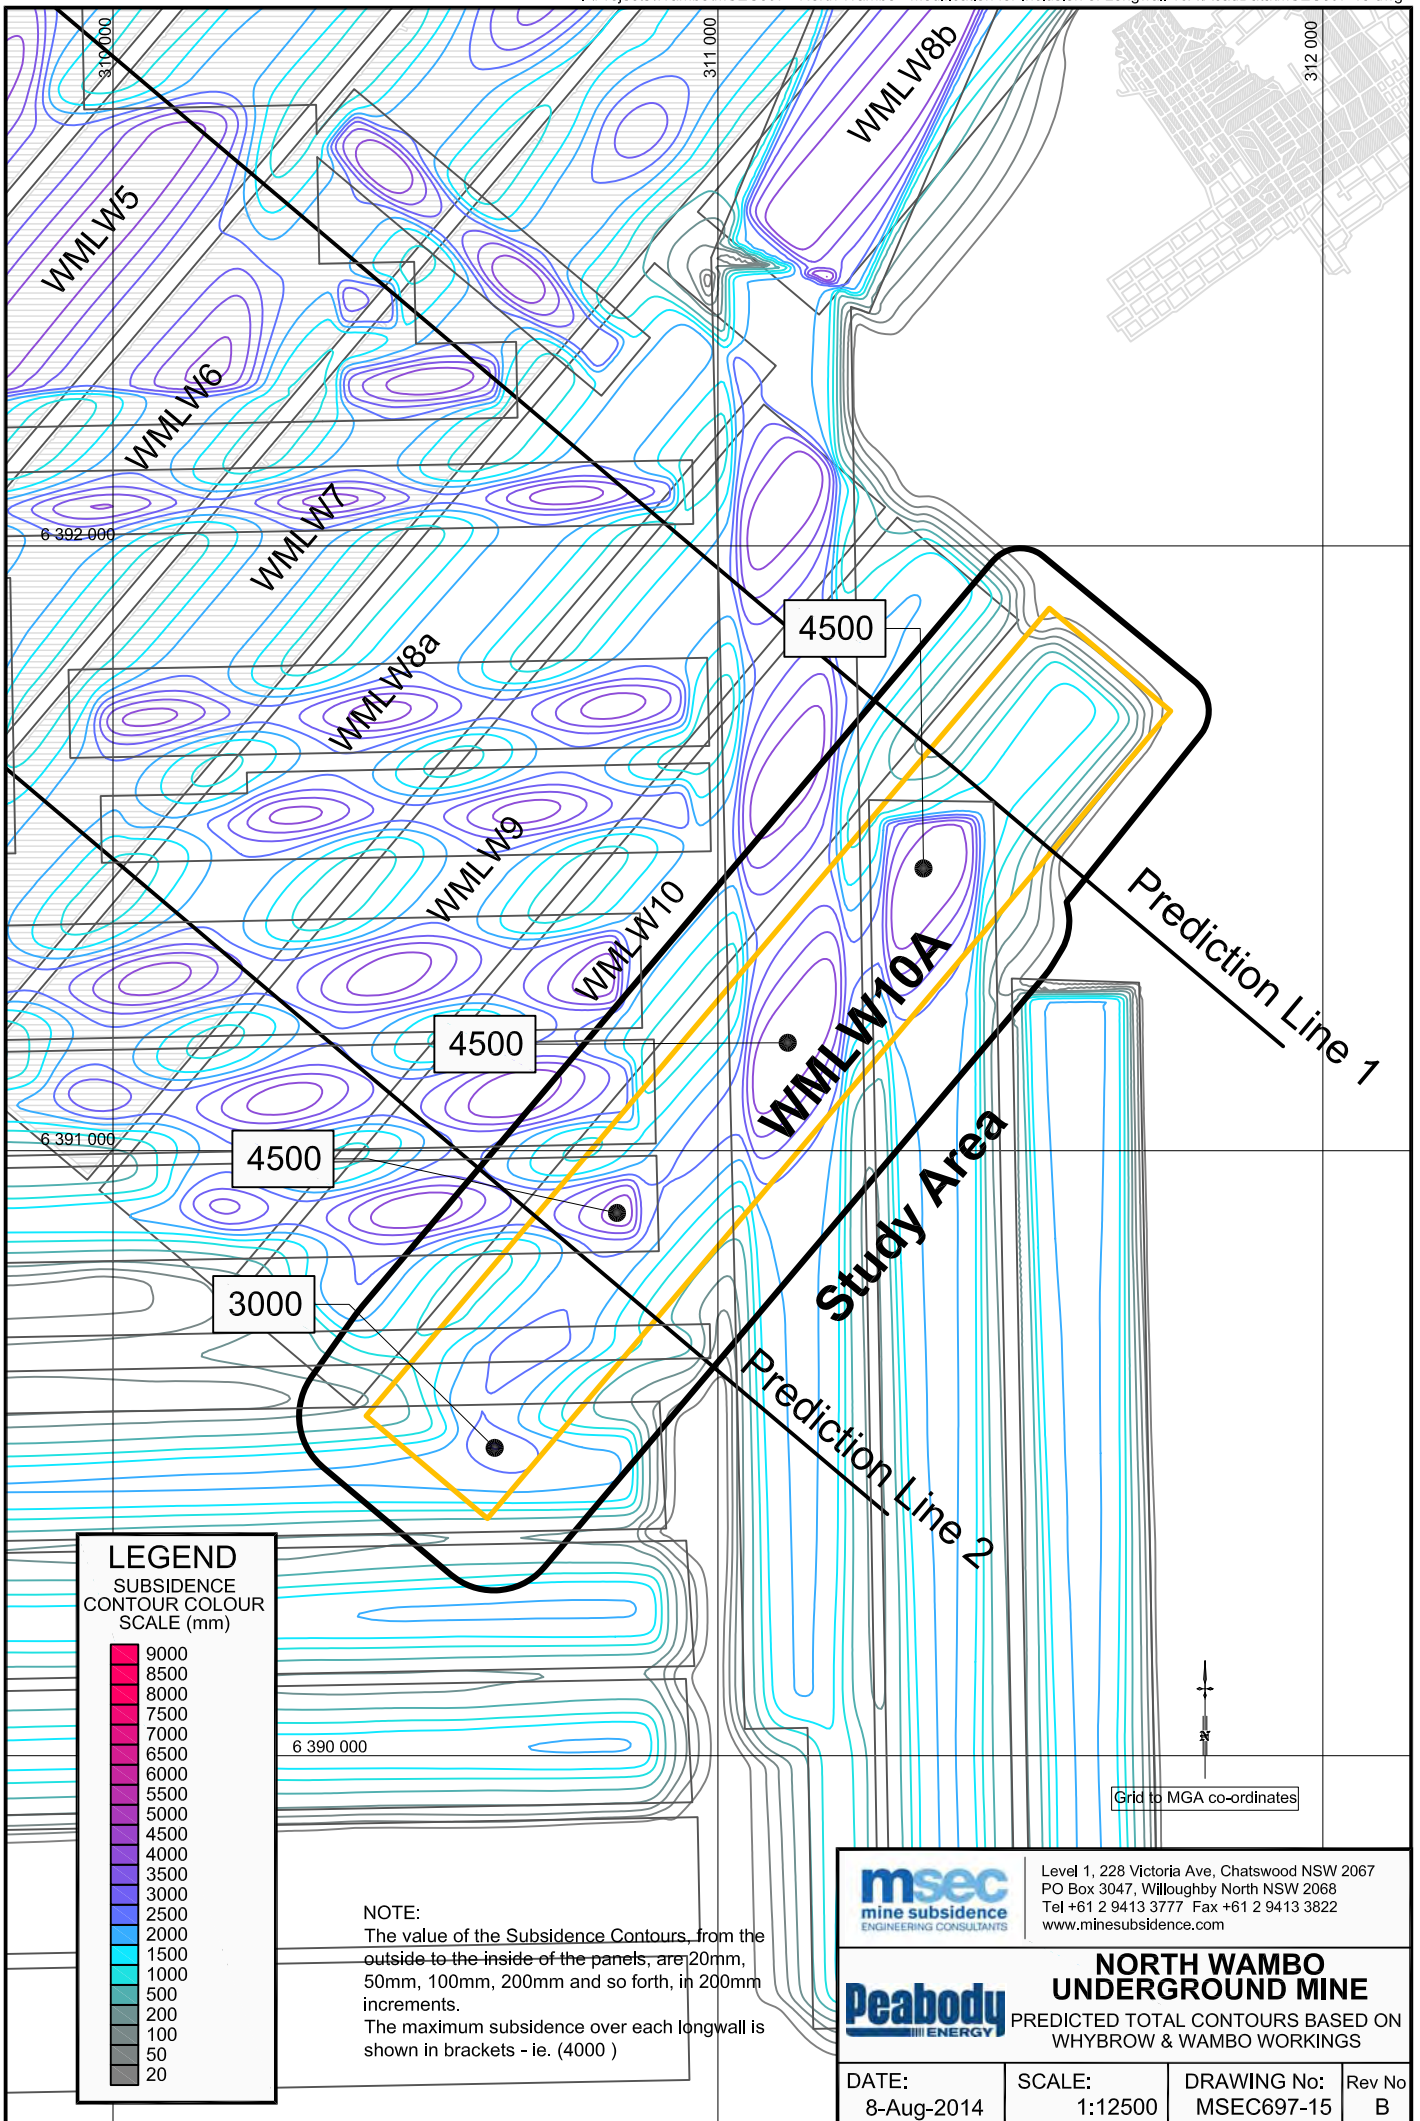 310 000
311 000
312 000
WMLW8b
WMLW5
WMLW6
WMLW7
6 392 000
4500
WMLW8a
WMLW9
WMLW10
Prediction Line 1
WMLW10A
4500
6 391 000
4500
Study Area
3000
Prediction Line 2
LEGEND
SUBSIDENCE
CONTOUR COLOUR
SCALE (mm)
9000
8500
8000
7500
7000
6500
6000
5500
5000
4500
4000
3500
3000
2500
2000
1500
1000
500
200
100
50
20
6 390 000
N
Grid to MGA co-ordinates
NOTE:
The value of the Subsidence Contours, from the
outside to the inside of the panels, are 20mm,
50mm, 100mm, 200mm and so forth, in 200mm
increments.
The maximum subsidence over each longwall is
shown in brackets - ie. (4000 )
msec
mine subsidence
ENGINEERING CONSULTANTS
Level 1, 228 Victoria Ave, Chatswood NSW 2067
PO Box 3047, Willoughby North NSW 2068
Tel +61 2 9413 3777 Fax +61 2 9413 3822
www.minesubsidence.com
Peabody
ENERGY
NORTH WAMBO
UNDERGROUND MINE
PREDICTED TOTAL CONTOURS BASED ON
WHYBROW & WAMBO WORKINGS
DATE:
8-Aug-2014
SCALE:
1:12500
DRAWING No:
MSEC697-15
Rev No
B